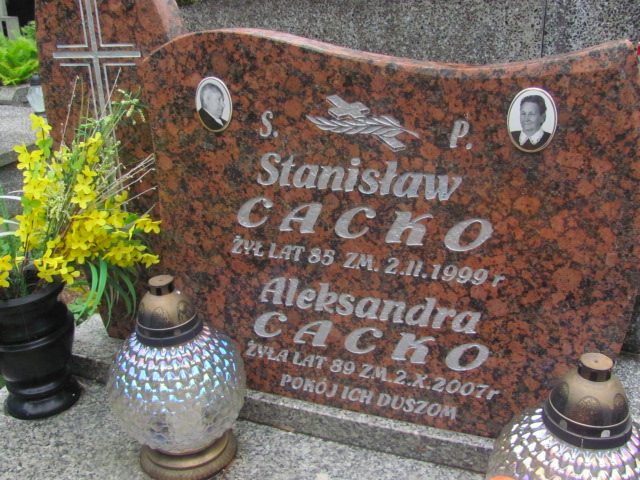 Ś. P.
Stanisław
CACKO
ŻYŁ LAT 85 ZM. 2.II.1999 r
Aleksandra
CACKO
ŻYŁA LAT 89 ZM. 2.X.2007 r
POKÓJ ICH DUSZOM